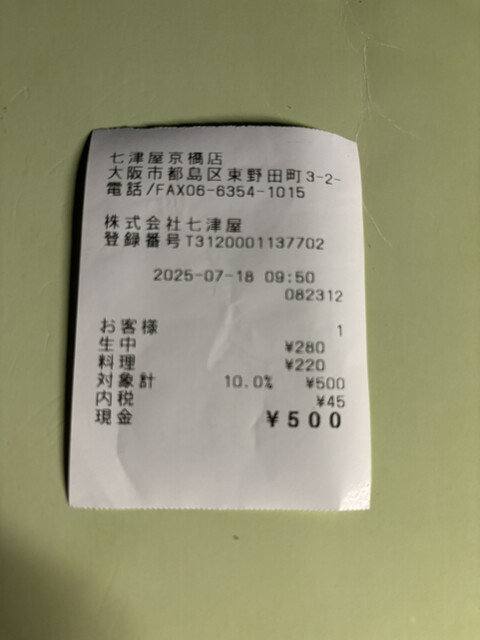 七津屋京橋店
大阪市都島区東野田町3-2-
電話/FAX06-6354-1015
株式会社七津屋
登録番号T3120001137702
2025-07-18 09:50
082312
お客様 1
生中 ¥280
料理 ¥220
対象計 10.0% ¥500
内税 ¥45
現金 ¥500